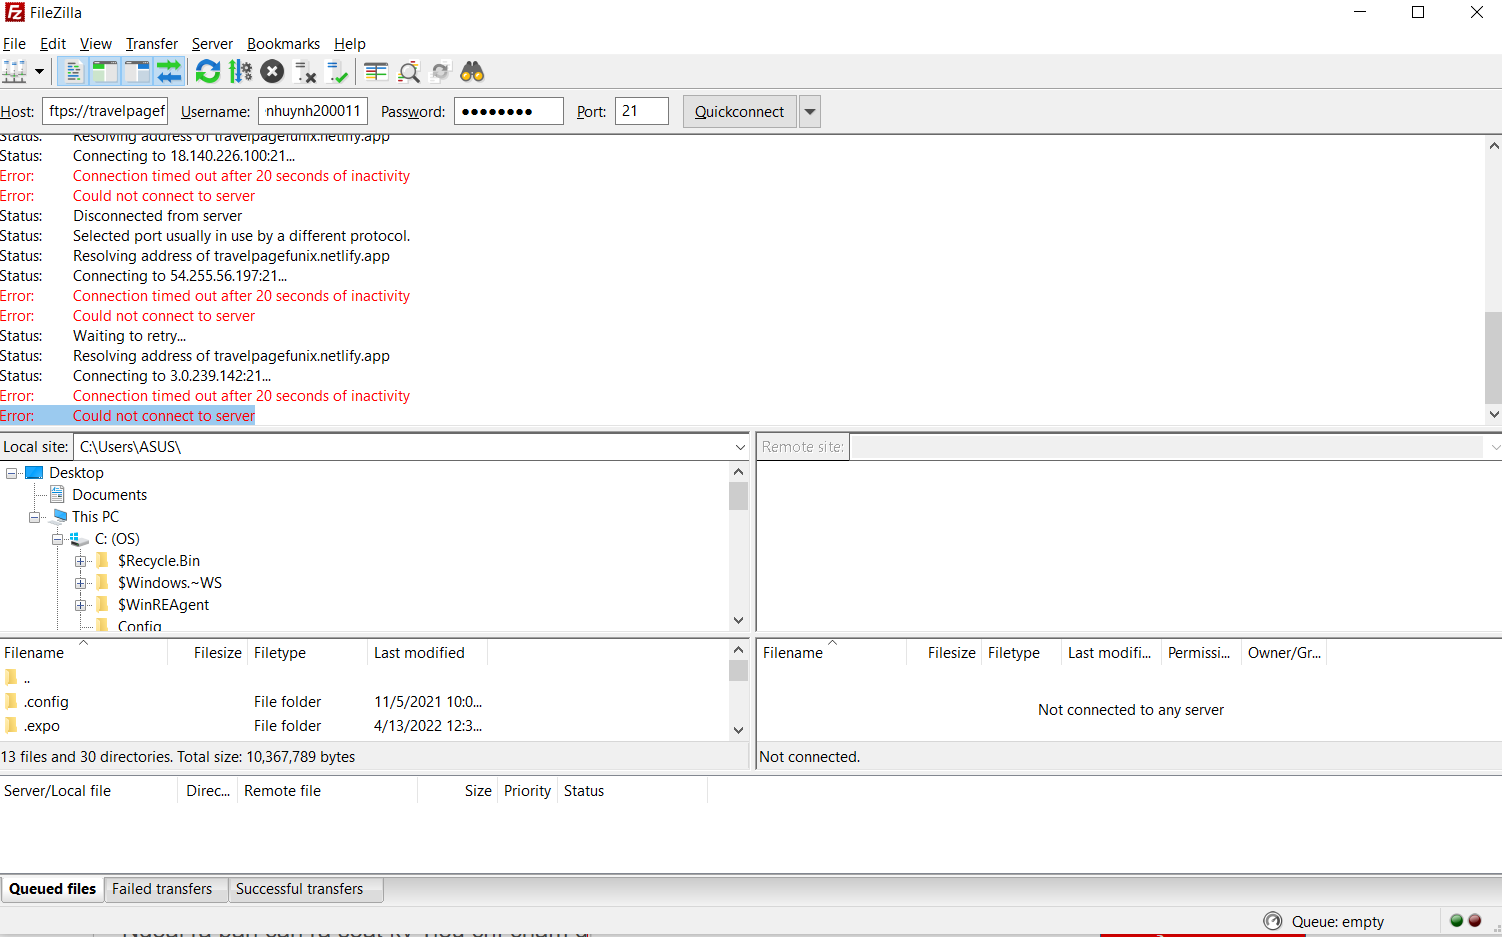 FileZilla
File Edit View Transfer Server Bookmarks Help
Host: ftps://travelpagef Username: nhuynh200011 Password: ●●●●●●●● Port: 21 Quickconnect
Status: Resolving address of travelpagefunix.netlify.app
Status: Connecting to 18.140.226.100:21...
Error: Connection timed out after 20 seconds of inactivity
Error: Could not connect to server
Status: Disconnected from server
Status: Selected port usually in use by a different protocol.
Status: Resolving address of travelpagefunix.netlify.app
Status: Connecting to 54.255.56.197:21...
Error: Connection timed out after 20 seconds of inactivity
Error: Could not connect to server
Status: Waiting to retry...
Status: Resolving address of travelpagefunix.netlify.app
Status: Connecting to 3.0.239.142:21...
Error: Connection timed out after 20 seconds of inactivity
Error: Could not connect to server
Local site: C:\Users\ASUS\
Remote site:
Desktop
Documents
This PC
C: (OS)
$Recycle.Bin
$Windows.~WS
$WinREAgent
Config
Filename Filesize Filetype Last modified
..
.config File folder 11/5/2021 10:0...
.expo File folder 4/13/2022 12:3...
13 files and 30 directories. Total size: 10,367,789 bytes
Filename Filesize Filetype Last modifi... Permissi... Owner/Gr...
Not connected to any server
Not connected.
Server/Local file Direc... Remote file Size Priority Status
Queued files Failed transfers Successful transfers
Queue: empty